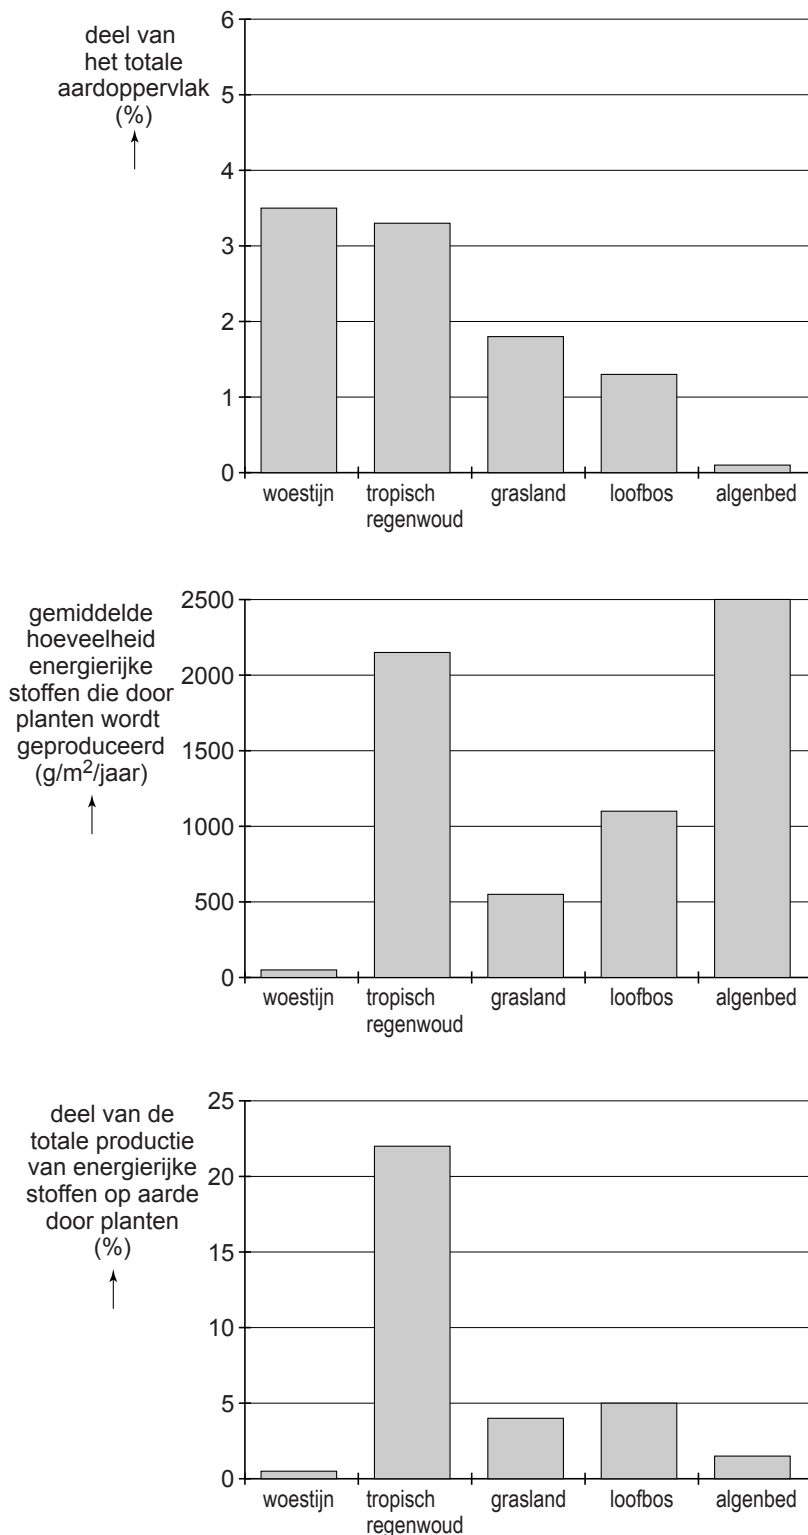 deel van
het totale
aardoppervlak
(%)
6
5
4
3
2
1
0
woestijn
tropisch
regenwoud
grasland
loofbos
algenbed
gemiddelde
hoeveelheid
energierijke
stoffen die door
planten wordt
geproduceerd
(g/m²/jaar)
2500
2000
1500
1000
500
0
woestijn
tropisch
regenwoud
grasland
loofbos
algenbed
deel van de
totale productie
van energierijke
stoffen op aarde
door planten
(%)
25
20
15
10
5
0
woestijn
tropisch
regenwoud
grasland
loofbos
algenbed